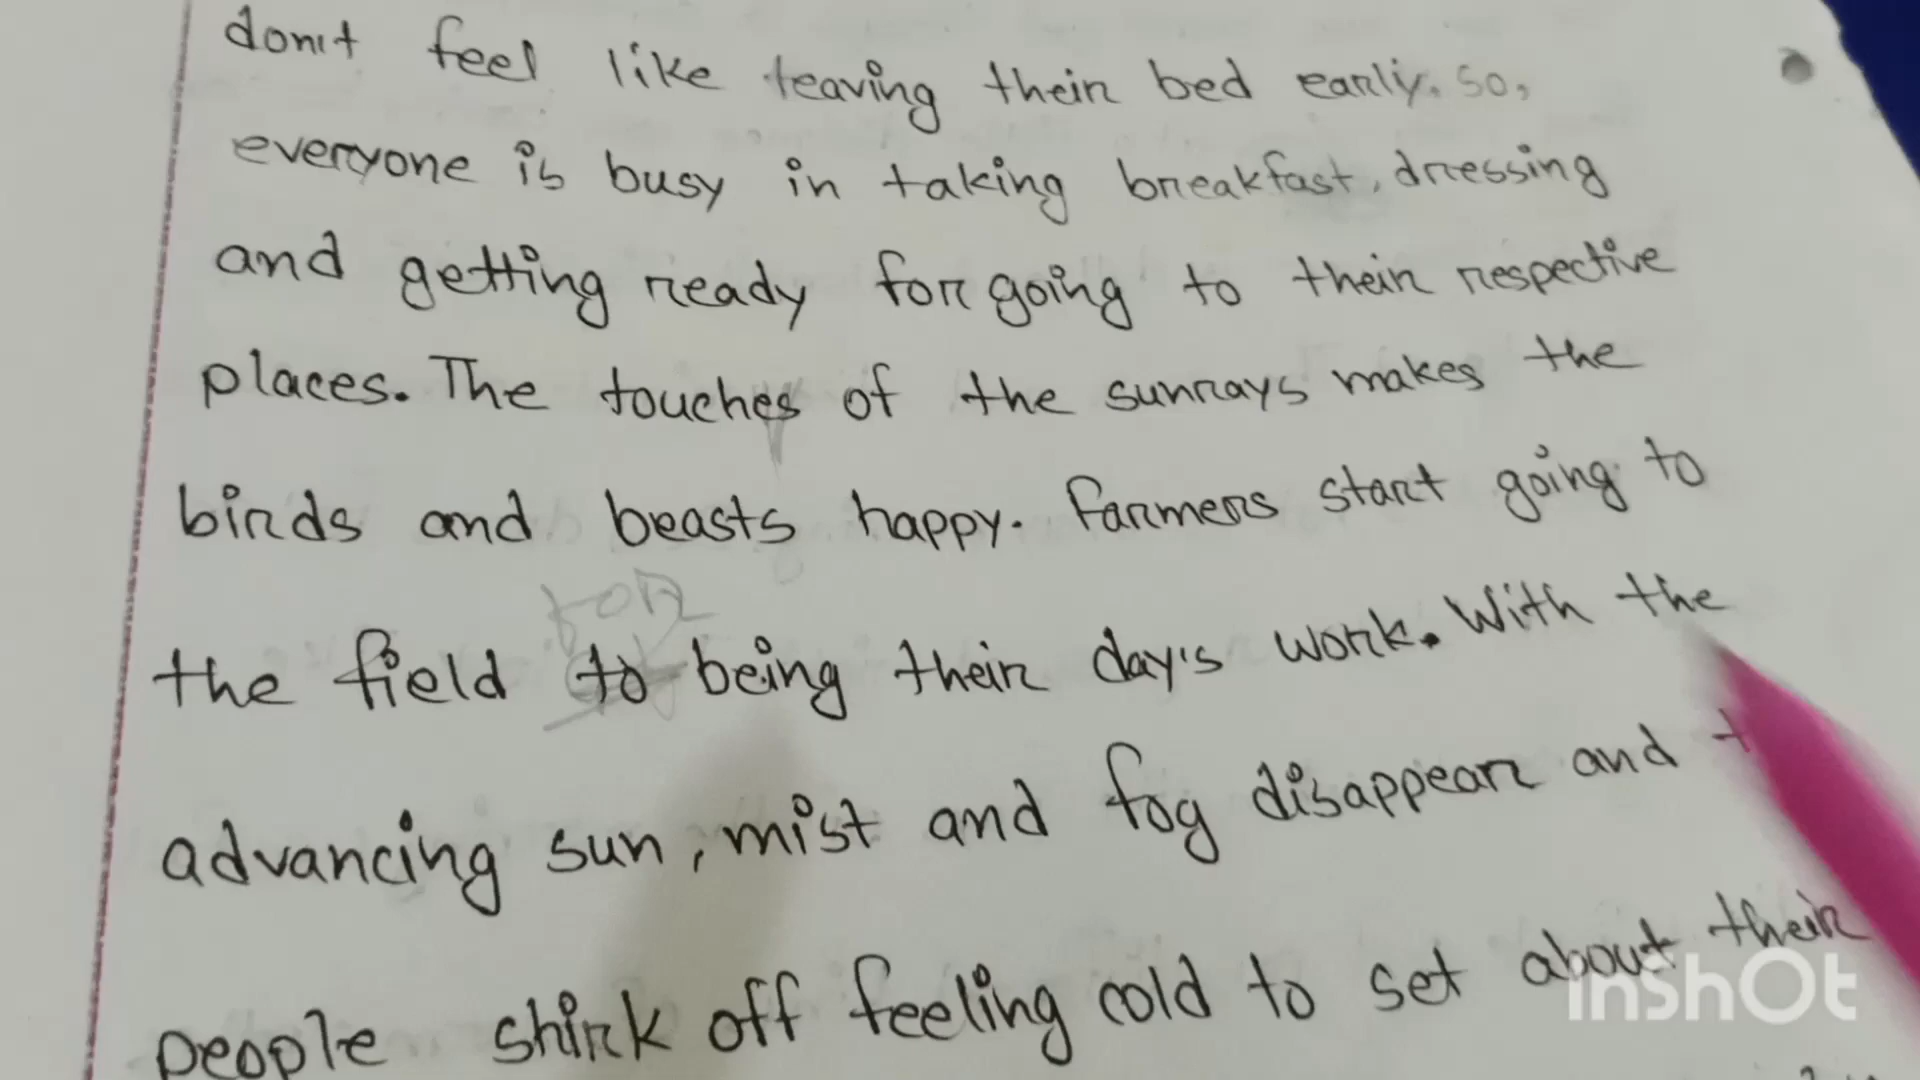 don't feel like leaving their bed early. So,
everyone is busy in taking breakfast, dressing
and getting ready for going to their respective
places. The touches of the sunrays makes the
birds and beasts happy. Farmers start going to
for
the field to being their day's work. With the
advancing sun, mist and fog disappear and
people shirk off feeling cold to set about their
InShOt